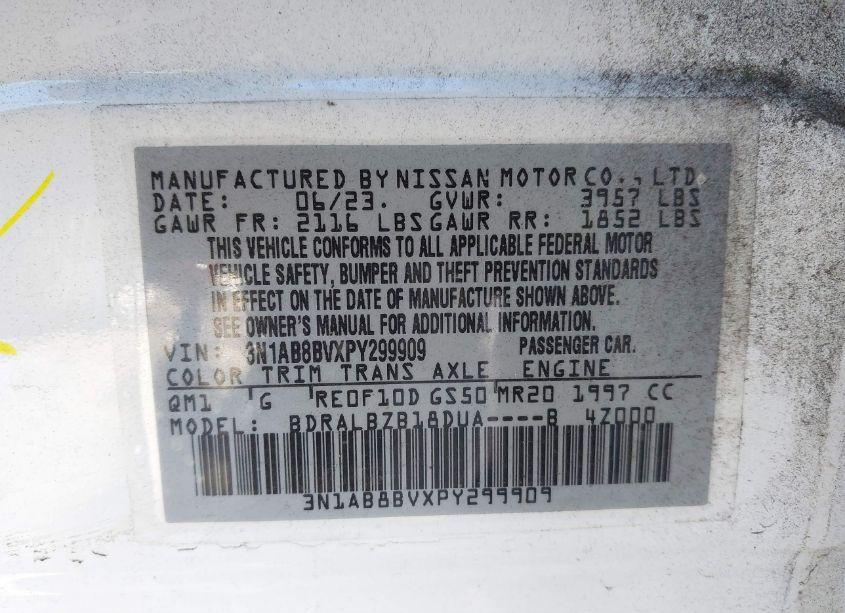 MANUFACTURED BY NISSAN MOTOR CO., LTD.
DATE: 06/23. GVWR: 3957 LBS
GAWR FR: 2116 LBS GAWR RR: 1852 LBS
THIS VEHICLE CONFORMS TO ALL APPLICABLE FEDERAL MOTOR
VEHICLE SAFETY, BUMPER AND THEFT PREVENTION STANDARDS
IN EFFECT ON THE DATE OF MANUFACTURE SHOWN ABOVE.
SEE OWNER'S MANUAL FOR ADDITIONAL INFORMATION.
VIN: 3N1AB8BVXPY299909 PASSENGER CAR.
COLOR TRIM TRANS AXLE ENGINE
QM1 G RE0F10D GS50 MR20 1997 CC
MODEL: BDRALBZB18DUA----B 4Z000
3N1AB8BVXPY299909